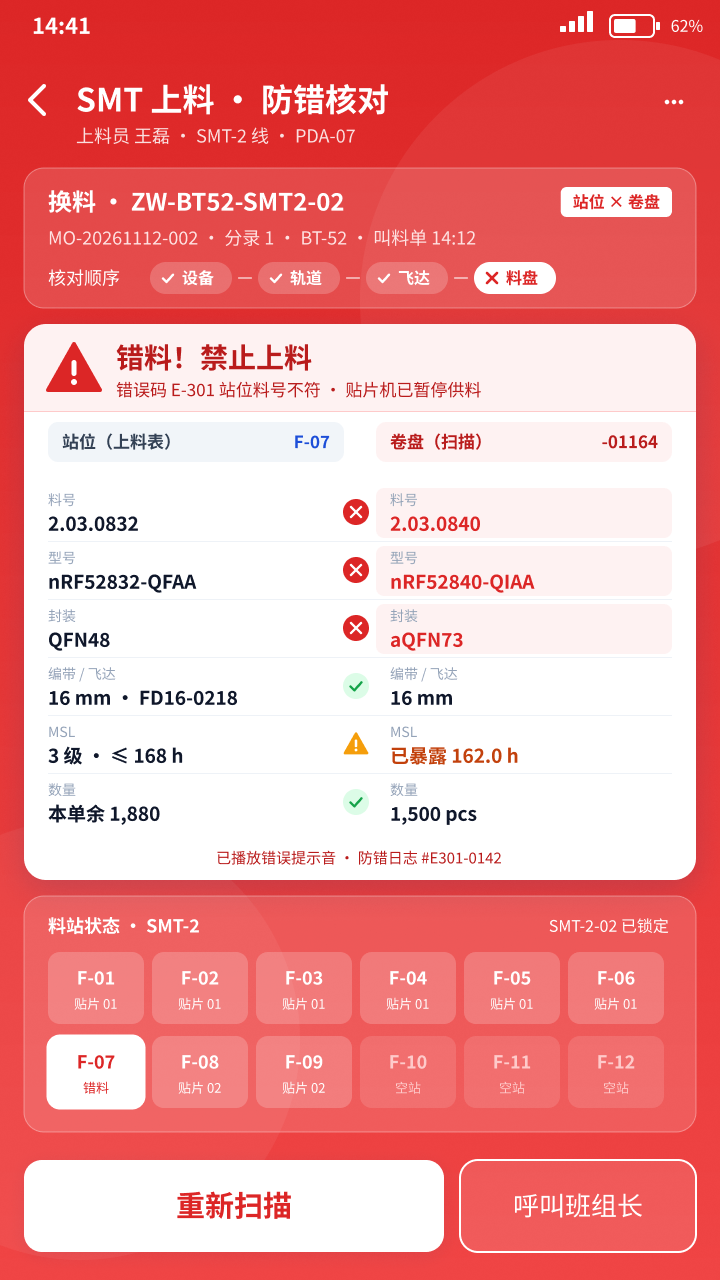 14:41
62%
SMT 上料 · 防错核对
···
上料员 王磊 · SMT-2 线 · PDA-07
换料 · ZW-BT52-SMT2-02
站位 × 卷盘
MO-20261112-002 · 分录 1 · BT-52 · 叫料单 14:12
核对顺序 设备 轨道 飞达 料盘
错料！禁止上料
错误码 E-301 站位料号不符 · 贴片机已暂停供料
站位（上料表） F-07
卷盘（扫描） -01164
料号 料号
2.03.0832 2.03.0840
型号 型号
nRF52832-QFAA nRF52840-QIAA
封装 封装
QFN48 aQFN73
编带 / 飞达 编带 / 飞达
16 mm · FD16-0218 16 mm
MSL MSL
3 级 · ≤ 168 h 已暴露 162.0 h
数量 数量
本单余 1,880 1,500 pcs
已播放错误提示音 · 防错日志 #E301-0142
料站状态 · SMT-2
SMT-2-02 已锁定
F-01 F-02 F-03 F-04 F-05 F-06
贴片 01 贴片 01 贴片 01 贴片 01 贴片 01 贴片 01
F-07 F-08 F-09 F-10 F-11 F-12
错料 贴片 02 贴片 02 空站 空站 空站
重新扫描
呼叫班组长